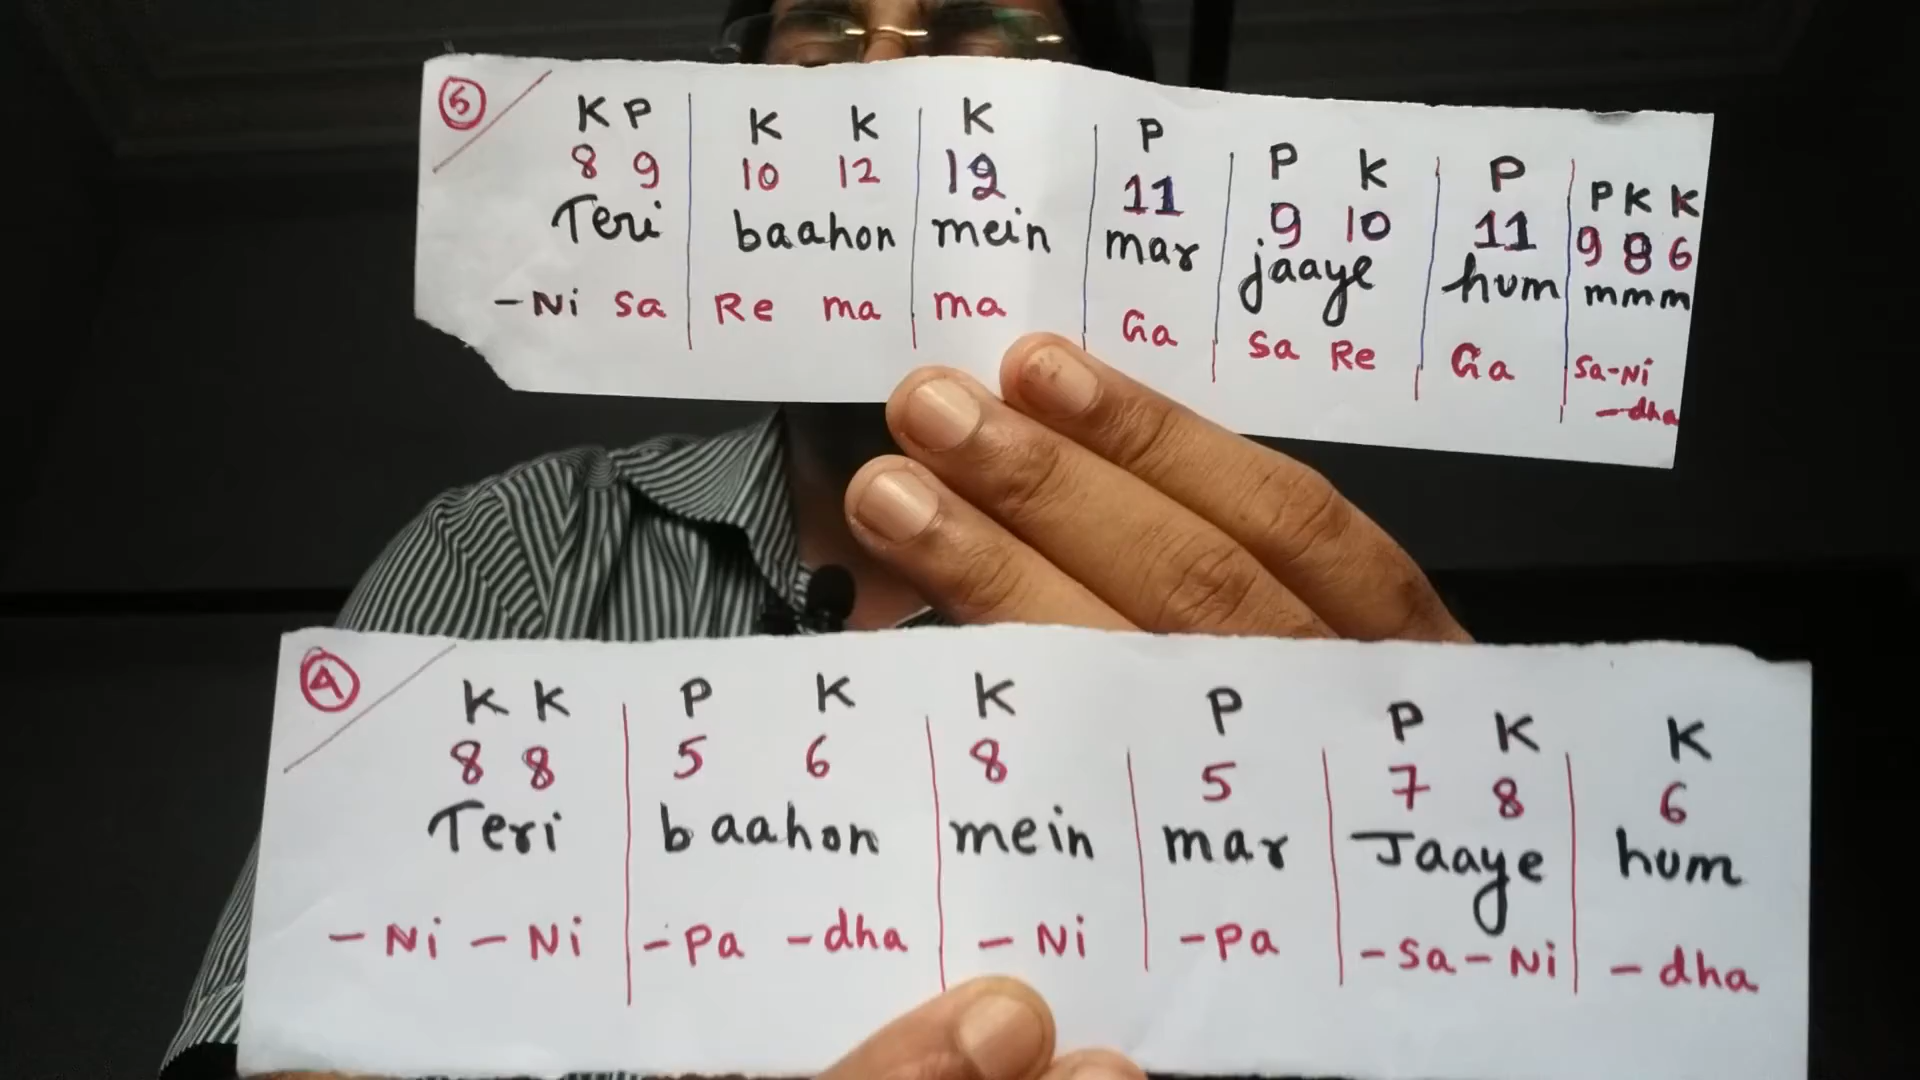 5
K P K K K P P K P P K K
8 9 10 12 12 11 9 10 11 9 8 6
Teri baahon mein mar jaaye hum mmm
-Ni Sa Re ma ma Ga Sa Re Ga Sa-Ni
-dha
4
K K P K K P P K K
8 8 5 6 8 5 7 8 6
Teri baahon mein mar Jaaye hum
-Ni -Ni -Pa -dha -Ni -Pa -Sa -Ni -dha